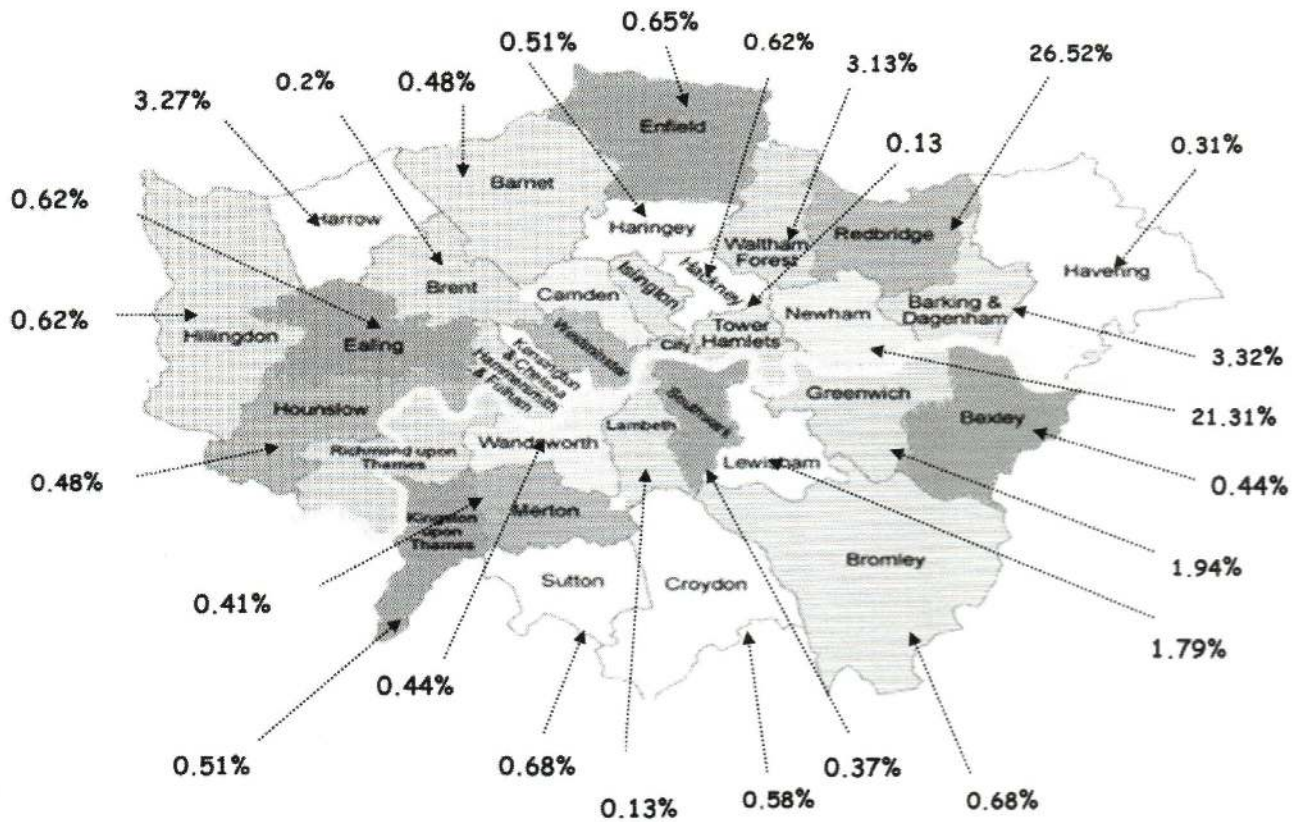 0.65%
0.51%
0.62%
26.52%
3.13%
0.2%
0.48%
3.27%
Enfield
0.13
0.31%
Barnet
0.62%
Harrow
Haringey
Waltham
Forest
Redbridge
Islington
Hackney
Havering
Brent
Camden
Newham
Barking &
Dagenham
0.62%
Hillingdon
Ealing
Westminster
City
Tower
Hamlets
3.32%
Kensington
& Chelsea
Hammersmith
& Fulham
Greenwich
Hounslow
Southwark
Bexley
21.31%
Lambeth
Richmond upon
Thames
Wandsworth
Lewisham
0.48%
0.44%
Merton
Kingston
upon
Thames
Bromley
1.94%
Sutton
Croydon
0.41%
1.79%
0.44%
0.51%
0.68%
0.37%
0.13%
0.58%
0.68%